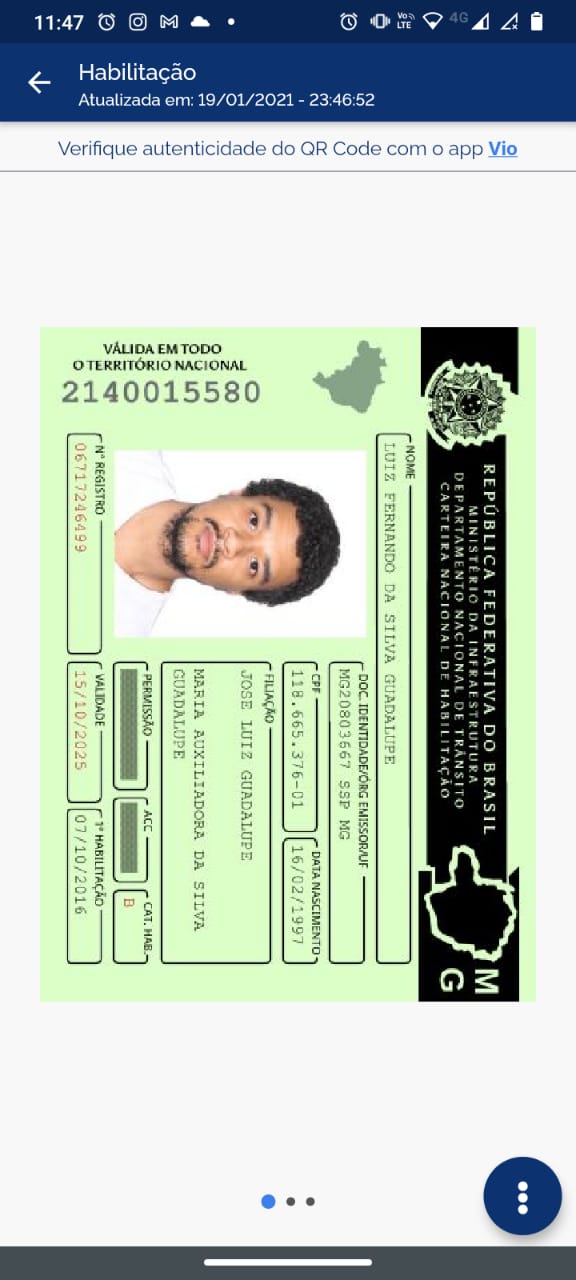 11:47
Vo
LTE
4G
Habilitação
Atualizada em: 19/01/2021 - 23:46:52
Verifique autenticidade do QR Code com o app Vio
REPÚBLICA FEDERATIVA DO BRASIL
MINISTÉRIO DA INFRAESTRUTURA
DEPARTAMENTO NACIONAL DE TRÂNSITO
CARTEIRA NACIONAL DE HABILITAÇÃO
M
G
VÁLIDA EM TODO
O TERRITÓRIO NACIONAL
2140015580
NOME
LUIZ FERNANDO DA SILVA GUADALUPE
DOC. IDENTIDADE/ÓRG EMISSOR/UF
MG20803667 SSP MG
CPF
118.665.376-01
DATA NASCIMENTO
16/02/1997
FILIAÇÃO
JOSE LUIZ GUADALUPE
MARIA AUXILIADORA DA SILVA
GUADALUPE
PERMISSÃO
ACC
CAT. HAB.
B
Nº REGISTRO
06717246499
VALIDADE
15/10/2025
1ª HABILITAÇÃO
07/10/2016